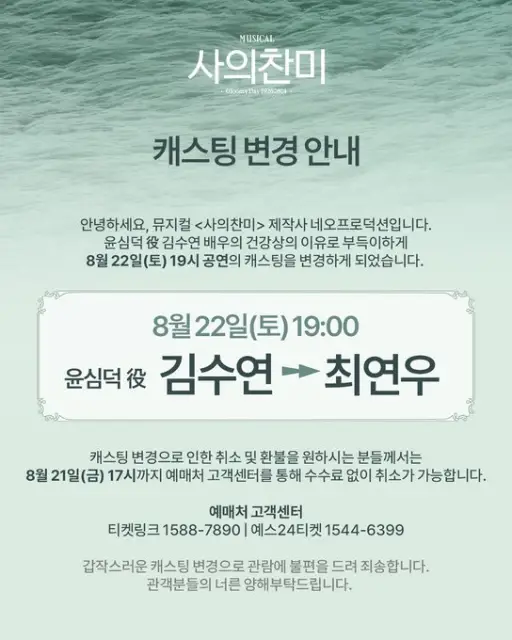 MUSICAL
사의찬미
캐스팅 변경 안내
안녕하세요, 뮤지컬 <사의찬미> 제작사 네오프로덕션입니다.
윤심덕 役 김수연 배우의 건강상의 이유로 부득이하게
8월 22일(토) 19시 공연의 캐스팅을 변경하게 되었습니다.
8월 22일(토) 19:00
윤심덕 役 김수연 → 최연우
캐스팅 변경으로 인한 취소 및 환불을 원하시는 분들께서는
8월 21일(금) 17시까지 예매처 고객센터를 통해 수수료 없이 취소가 가능합니다.
예매처 고객센터
티켓링크 1588-7890 | 예스24티켓 1544-6399
갑작스러운 캐스팅 변경으로 관람에 불편을 드려 죄송합니다.
관객분들의 너른 양해부탁드립니다.